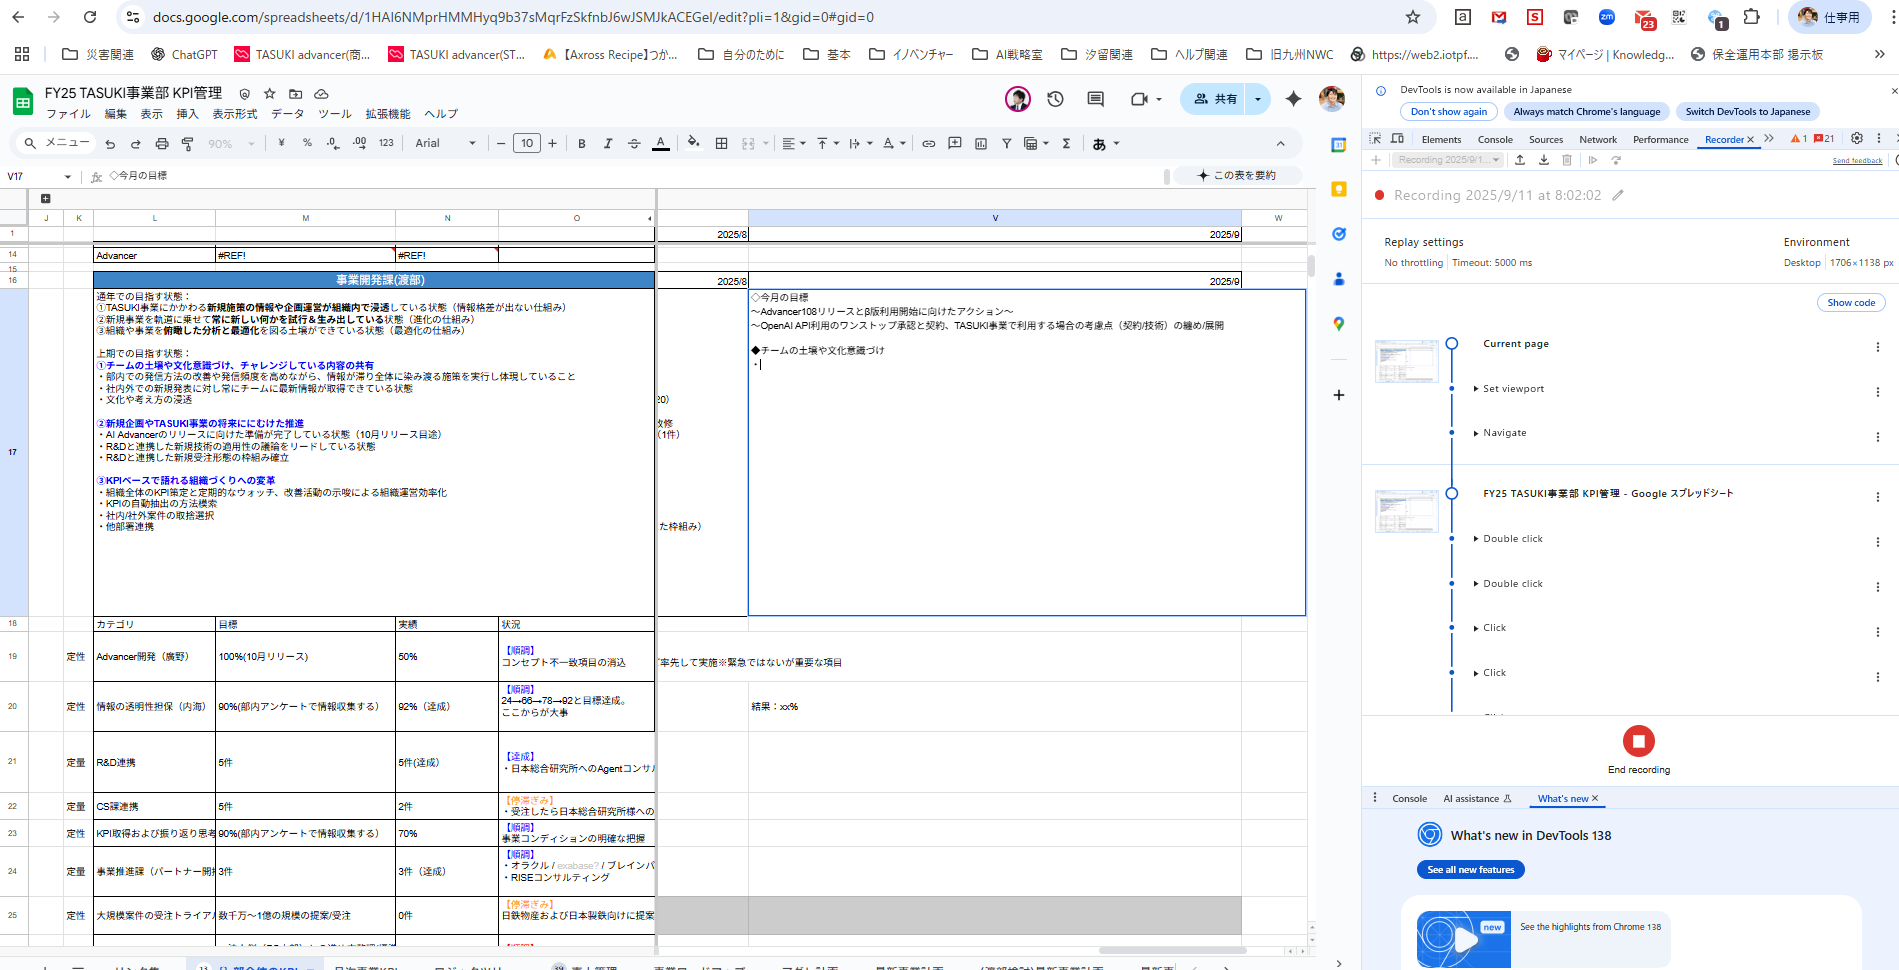 docs.google.com/spreadsheets/d/1HAI6NMprHMMHyq9b37sMqrFzSkfnbJ6wJSMJkACEGeI/edit?pli=1&gid=0#gid=0
仕事用
災害関連 ChatGPT TASUKI advancer(商... TASUKI advancer(ST... 【Axross Recipe】つか... 自分のために 基本 イノベンチャー AI戦略室 汐留関連 ヘルプ関連 旧九州NWC https://web2.iotpf.... マイページ | Knowledg... 保全運用本部 掲示板
FY25 TASUKI事業部 KPI管理
ファイル 編集 表示 挿入 表示形式 データ ツール 拡張機能 ヘルプ
共有
メニュー 90% ¥ % .0 .00 123 Arial 10 B I A あ
V17 fx ◇今月の目標
この表を要約
J K L M N O V W
1 2025/8 2025/9
14 Advancer #REF! #REF!
15
16 事業開発課(渡部) 2025/8 2025/9
17
通年での目指す状態：
①TASUKI事業にかかわる新規施策の情報や企画運営が組織内で浸透している状態（情報格差が出ない仕組み）
②新規事業を軌道に乗せて常に新しい何かを試行＆生み出している状態（進化の仕組み）
③組織や事業を俯瞰した分析と最適化を図る土壌ができている状態（最適化の仕組み）
上期での目指す状態：
①チームの土壌や文化意識づけ、チャレンジしている内容の共有
・部内での発信方法の改善や発信頻度を高めながら、情報が滞り全体に染み渡る施策を実行し体現していること
・社内外での新規発表に対し常にチームに最新情報が取得できている状態
・文化や考え方の浸透
②新規企画やTASUKI事業の将来ににむけた推進
・AI Advancerのリリースに向けた準備が完了している状態（10月リリース目途）
・R&Dと連携した新規技術の適用性の議論をリードしている状態
・R&Dと連携した新規受注形態の枠組み確立
③KPIベースで語れる組織づくりへの変革
・組織全体のKPI策定と定期的なウォッチ、改善活動の示唆による組織運営効率化
・KPIの自動抽出の方法模索
・社内/社外案件の取捨選択
・他部署連携
20）
改修
（1件）
た枠組み）
◇今月の目標
～Advancer108リリースとβ版利用開始に向けたアクション～
～OpenAI API利用のワンストップ承認と契約、TASUKI事業で利用する場合の考慮点（契約/技術）の纏め/展開
◆チームの土壌や文化意識づけ
・
18 カテゴリ 目標 実績 状況
19 定性 Advancer開発（廣野） 100%(10月リリース) 50% 【順調】
コンセプト不一致項目の消込
率先して実施※緊急ではないが重要な項目
20 定性 情報の透明性担保（内海） 90%(部内アンケートで情報収集する） 92%（達成） 【順調】
24→66→78→92と目標達成。
ここからが大事
結果：xx%
21 定量 R&D連携 5件 5件(達成） 【達成】
・日本総合研究所へのAgentコンサル
22 定量 CS課連携 5件 2件 【停滞ぎみ】
・受注したら日本総合研究所様への
23 定性 KPI取得および振り返り思考 90%(部内アンケートで情報収集する） 70% 【順調】
事業コンディションの明確な把握
24 定量 事業推進課（パートナー開拓 3件 3件（達成） 【順調】
・オラクル / exabase? / ブレインパ
・RISEコンサルティング
25 定性 大規模案件の受注トライアル 数千万～1億の規模の提案/受注 0件 【停滞ぎみ】
日鉄物産および日本製鉄向けに提案
DevTools is now available in Japanese
Don't show again Always match Chrome's language Switch DevTools to Japanese
Elements Console Sources Network Performance Recorder 1 21
Recording 2025/9/1... Send feedback
Recording 2025/9/11 at 8:02:02
Replay settings Environment
No throttling Timeout: 5000 ms Desktop 1706×1138 px
Show code
Current page
Set viewport
Navigate
FY25 TASUKI事業部 KPI管理 - Google スプレッドシート
Double click
Double click
Click
Click
End recording
Console AI assistance What's new
What's new in DevTools 138
See all new features
new
See the highlights from Chrome 138